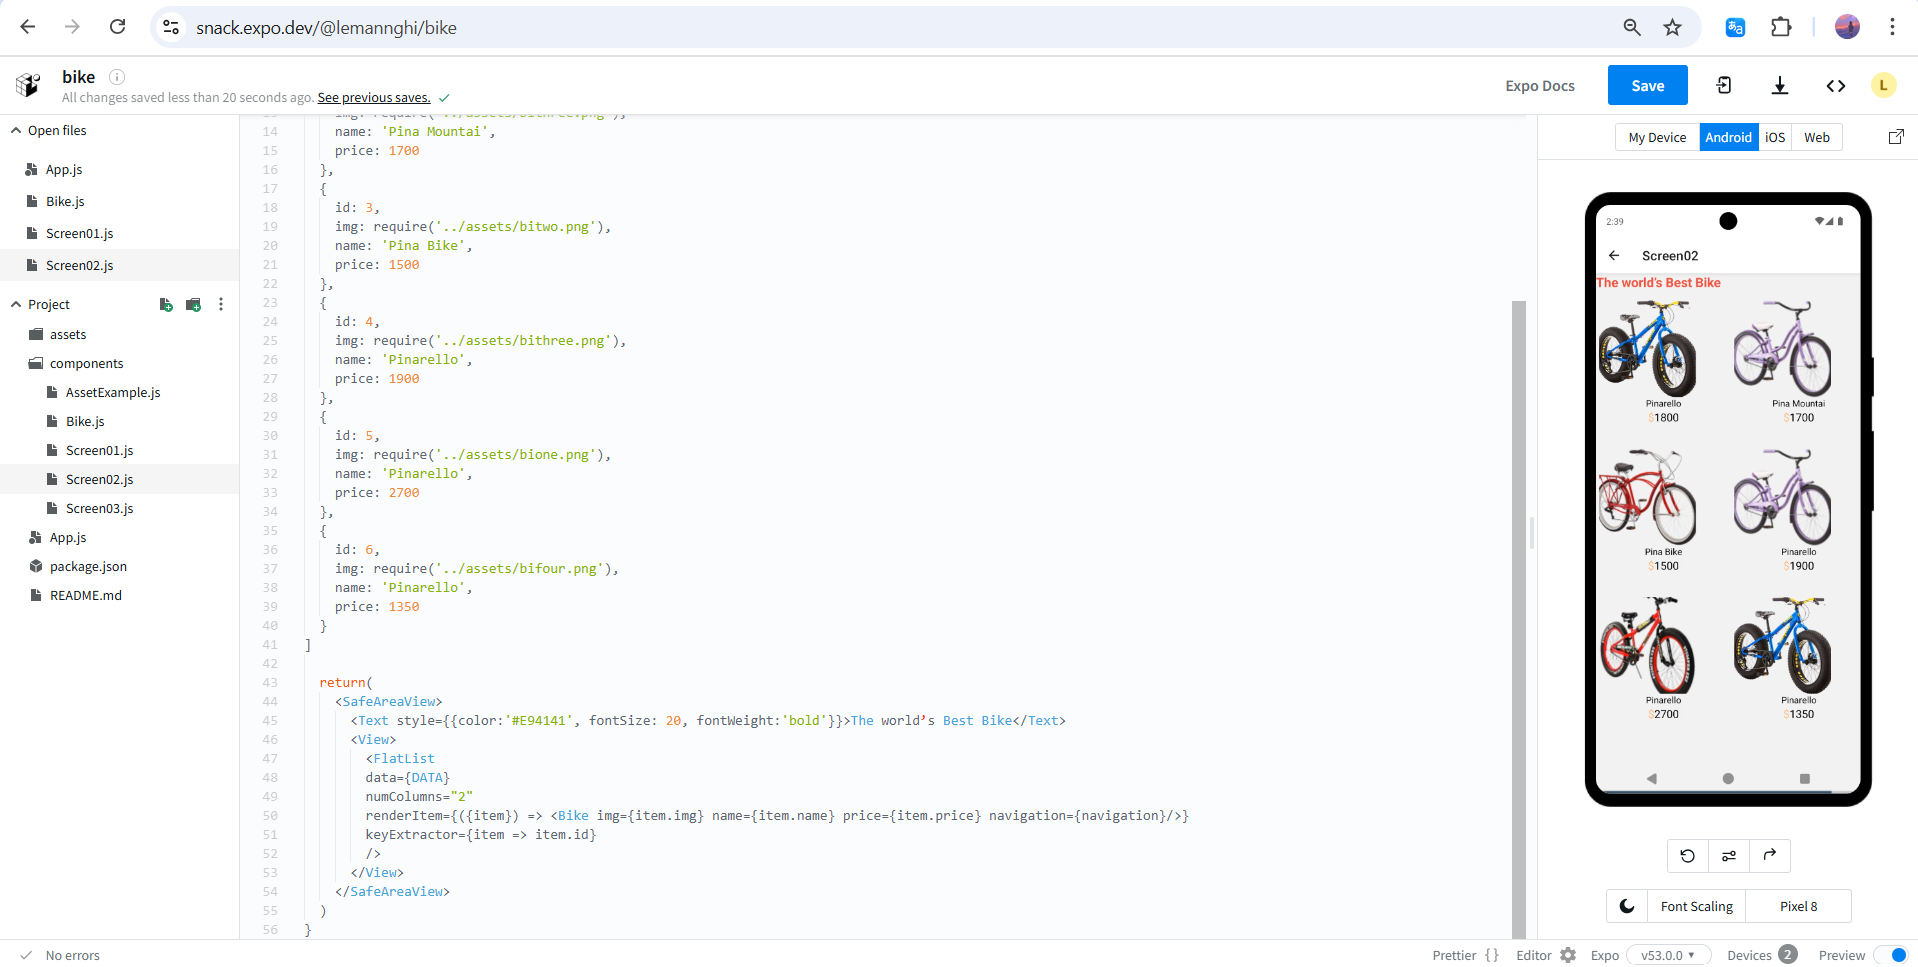 snack.expo.dev/@lemannghi/bike
bike
All changes saved less than 20 seconds ago. See previous saves.
Expo Docs
Save
L
Open files
App.js
Bike.js
Screen01.js
Screen02.js
Project
assets
components
AssetExample.js
Bike.js
Screen01.js
Screen02.js
Screen03.js
App.js
package.json
README.md
13 img: require('../assets/bithree.png'),
14 name: 'Pina Mountai',
15 price: 1700
16 },
17 {
18 id: 3,
19 img: require('../assets/bitwo.png'),
20 name: 'Pina Bike',
21 price: 1500
22 },
23 {
24 id: 4,
25 img: require('../assets/bithree.png'),
26 name: 'Pinarello',
27 price: 1900
28 },
29 {
30 id: 5,
31 img: require('../assets/bione.png'),
32 name: 'Pinarello',
33 price: 2700
34 },
35 {
36 id: 6,
37 img: require('../assets/bifour.png'),
38 name: 'Pinarello',
39 price: 1350
40 }
41 ]
42
43 return(
44 <SafeAreaView>
45 <Text style={{color:'#E94141', fontSize: 20, fontWeight:'bold'}}>The world’s Best Bike</Text>
46 <View>
47 <FlatList
48 data={DATA}
49 numColumns="2"
50 renderItem={({item}) => <Bike img={item.img} name={item.name} price={item.price} navigation={navigation}/>}
51 keyExtractor={item => item.id}
52 />
53 </View>
54 </SafeAreaView>
55 )
56 }
My Device Android iOS Web
2:39
Screen02
The world’s Best Bike
Pinarello Pina Mountai
$1800 $1700
Pina Bike Pinarello
$1500 $1900
Pinarello Pinarello
$2700 $1350
Font Scaling Pixel 8
No errors
Prettier { } Editor Expo v53.0.0 Devices 2 Preview